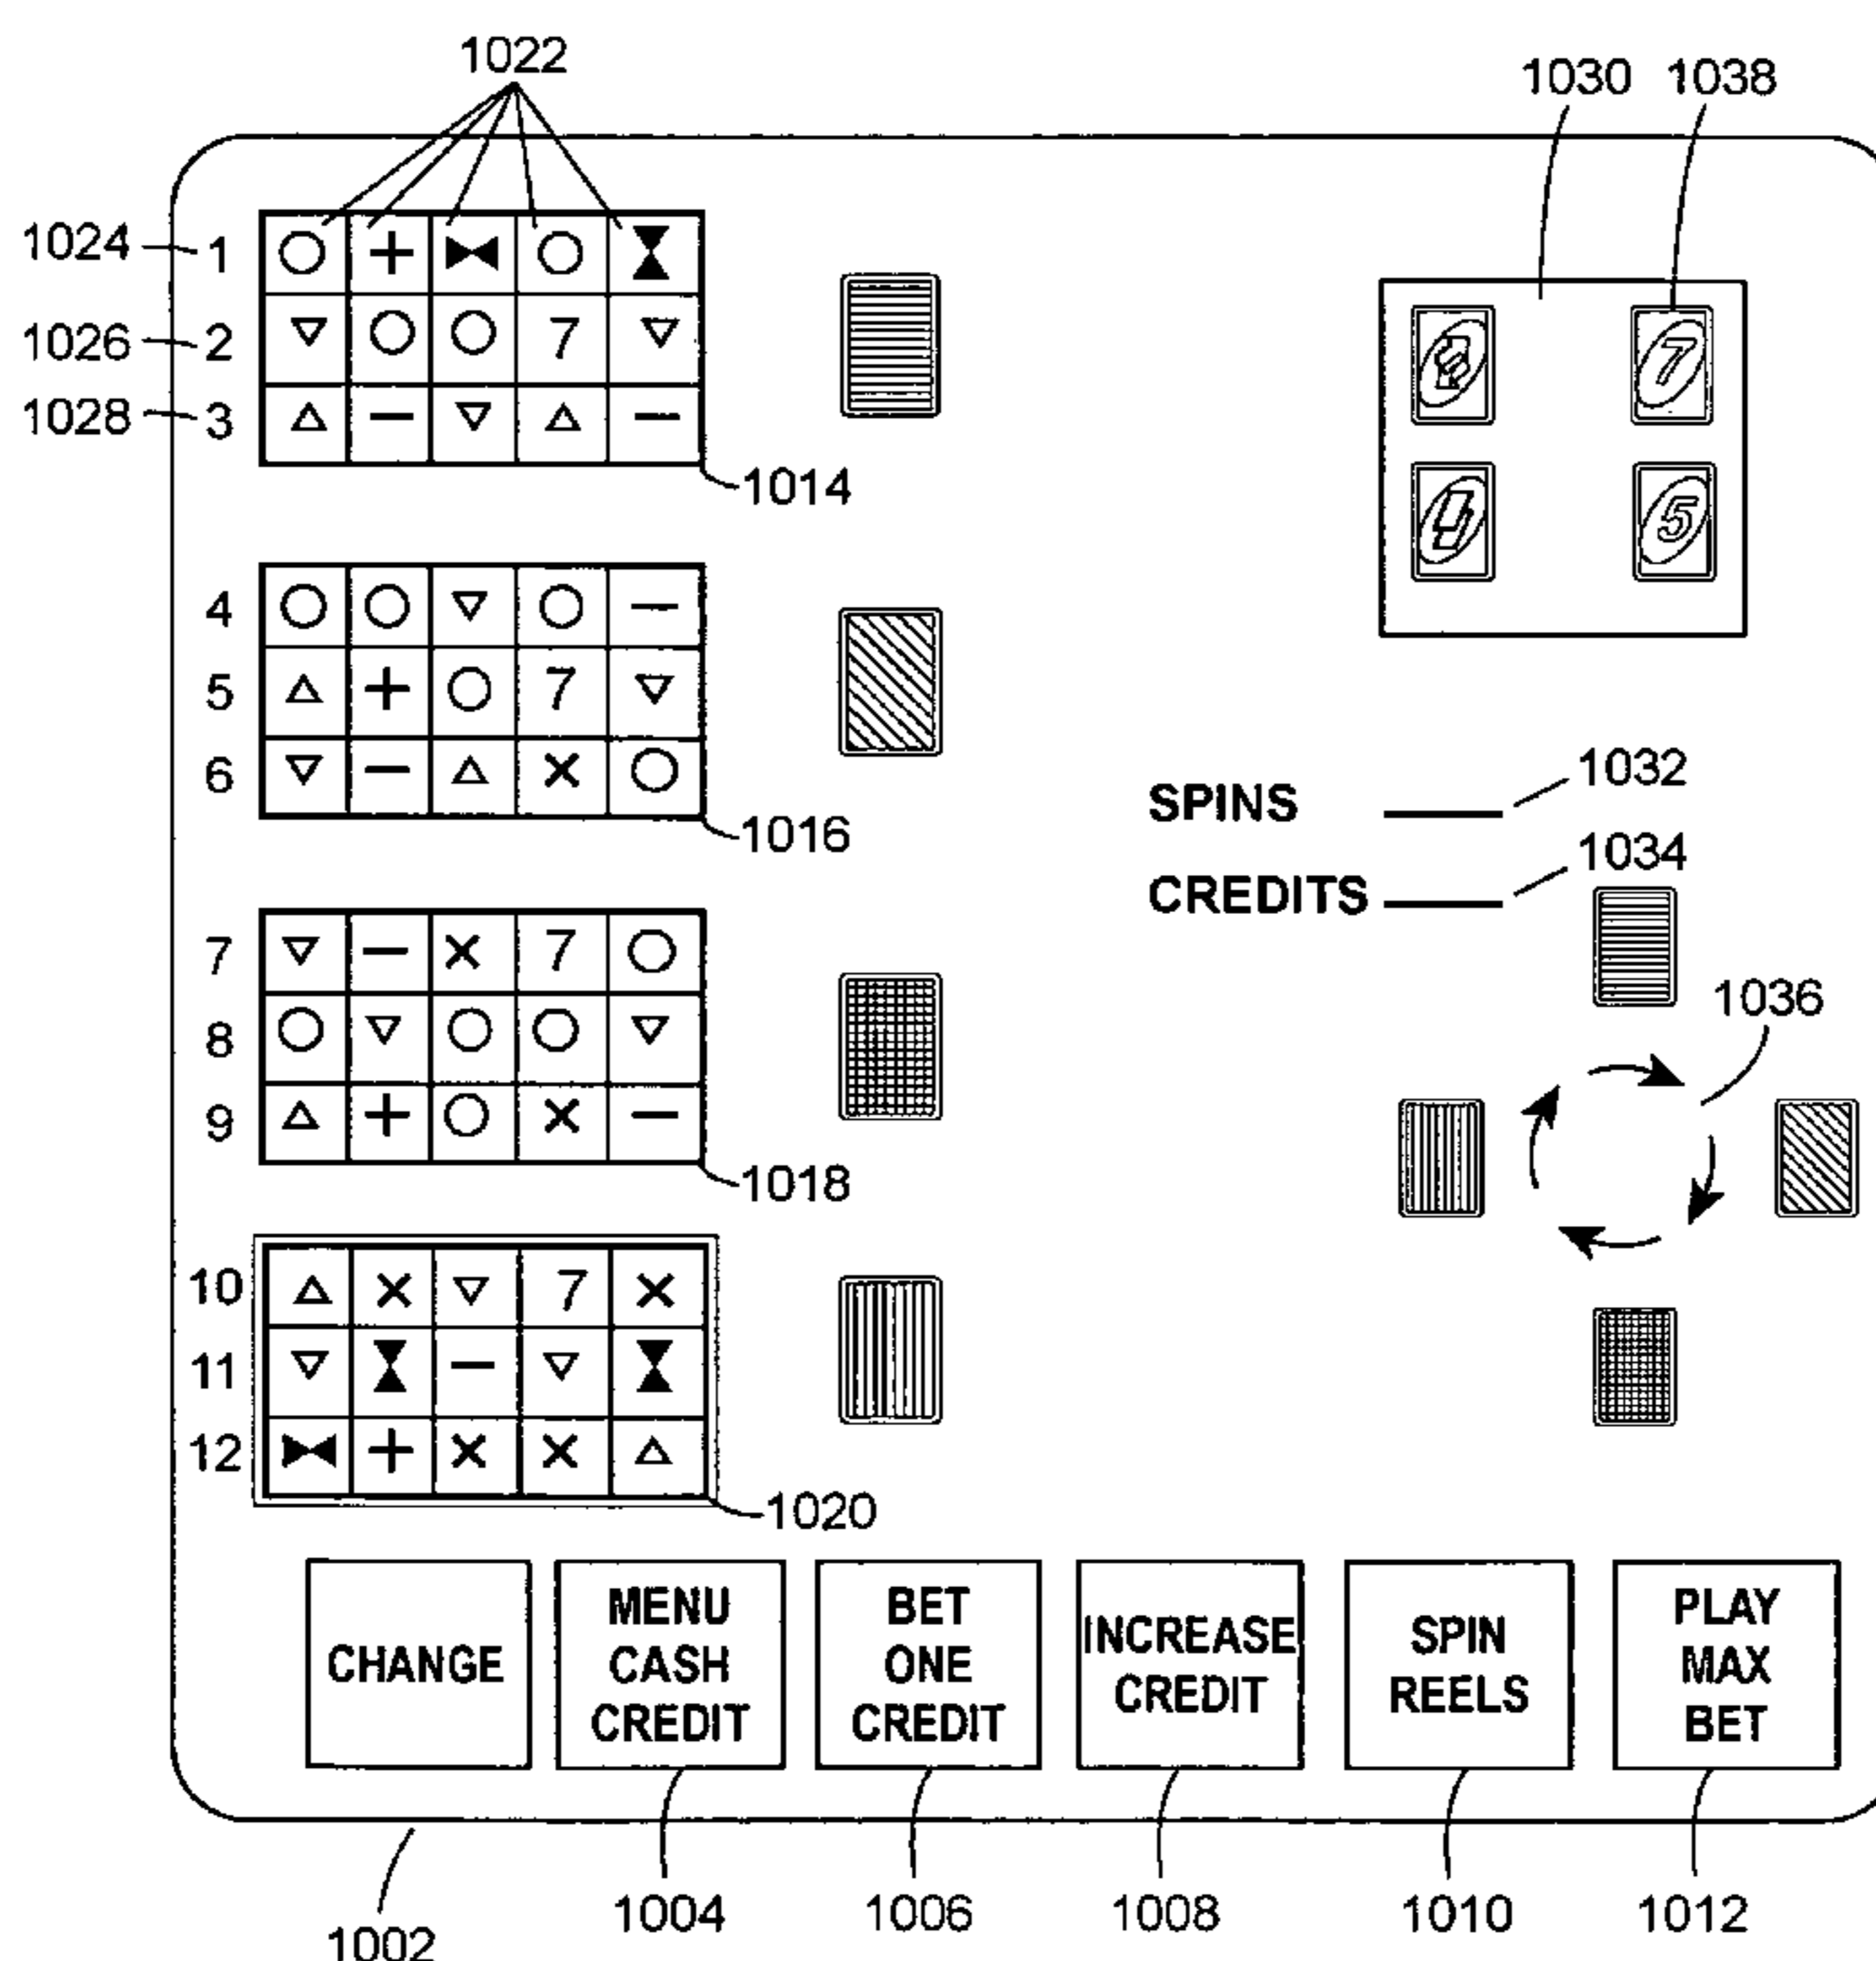 1022
1030 1038
1024 1 + 
1026 2 7 7
1028 3
1014
5
4
5 + 7
6 ×
1016
SPINS 1032
CREDITS 1034
7 × 7
1036
8
9 + ×
1018
10 × 7 ×
11
12 + × ×
1020
CHANGE
MENU
CASH
CREDIT
BET
ONE
CREDIT
INCREASE
CREDIT
SPIN
REELS
PLAY
MAX
BET
1002
1004
1006
1008
1010
1012